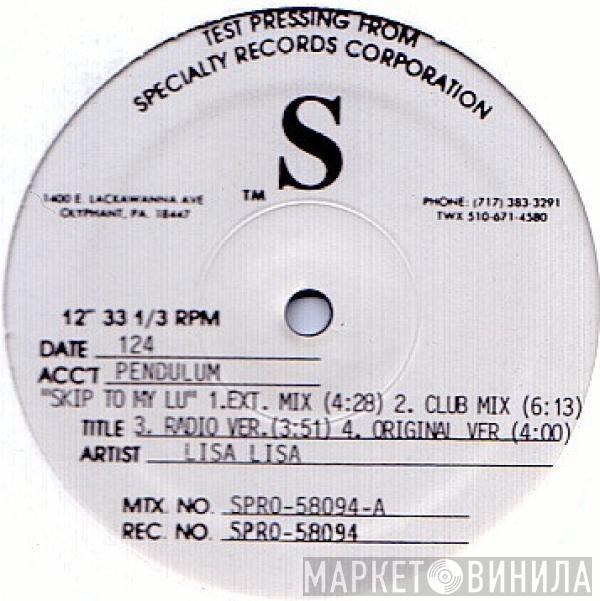 TEST PRESSING FROM
SPECIALTY RECORDS CORPORATION
S
TM
1400 E. LACKAWANNA AVE
OLYPHANT, PA. 18447
PHONE: (717) 383-3291
TWX 510-671-4580
12" 33 1/3 RPM
DATE 124
ACC'T PENDULUM
"SKIP TO MY LU" 1.EXT. MIX (4:28) 2. CLUB MIX (6:13)
TITLE 3. RADIO VER.(3:51) 4. ORIGINAL VER (4:00)
ARTIST LISA LISA
MTX. NO. SPRO-58094-A
REC. NO. SPRO-58094
МАРКЕТ ВИНИЛА